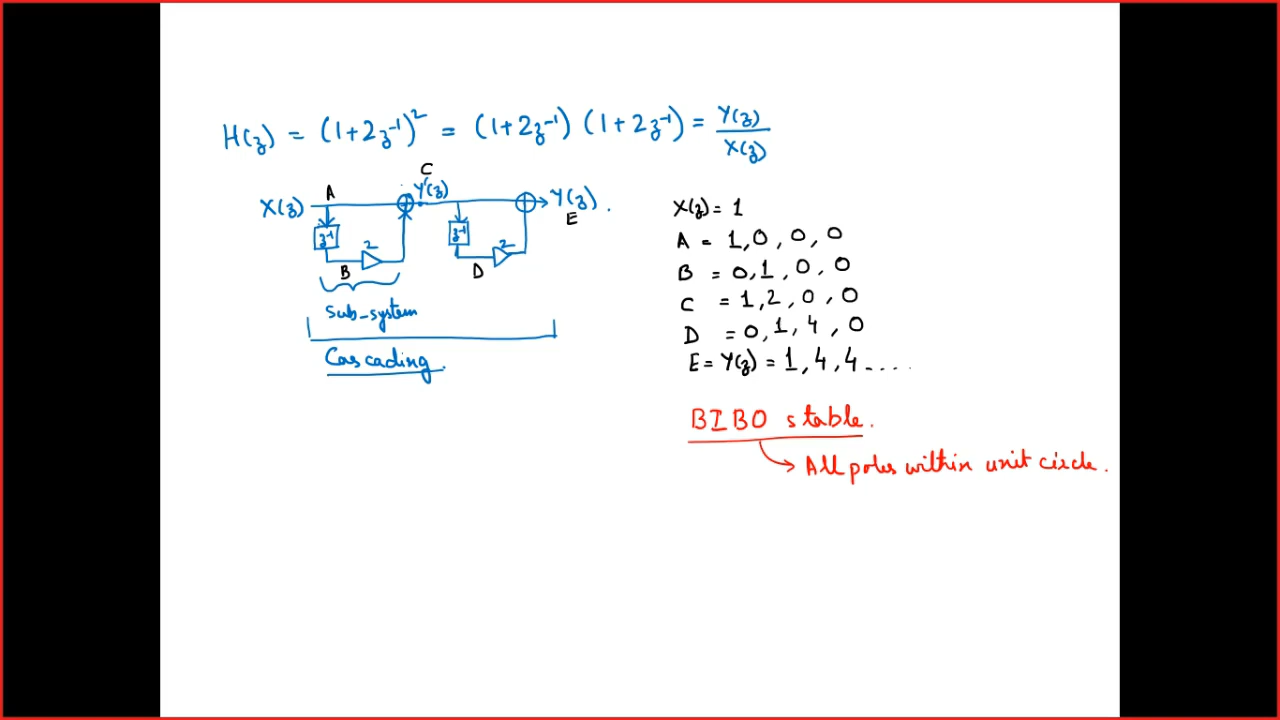 H(z) = (1+2z⁻¹)² = (1+2z⁻¹) (1+2z⁻¹) = Y(z)/X(z)
C
A
Y'(z)
X(z)
Y(z).
E
z⁻¹
z⁻¹
2
2
B
D
Sub-system
Cascading.
X(z) = 1
A = 1,0,0,0
B = 0,1,0,0
C = 1,2,0,0
D = 0,1,4,0
E = Y(z) = 1,4,4....
BIBO stable.
All poles within unit circle.